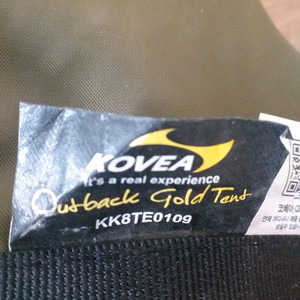 KOVEA
It's a real experience
Outback Gold Tent
KK8TE0109